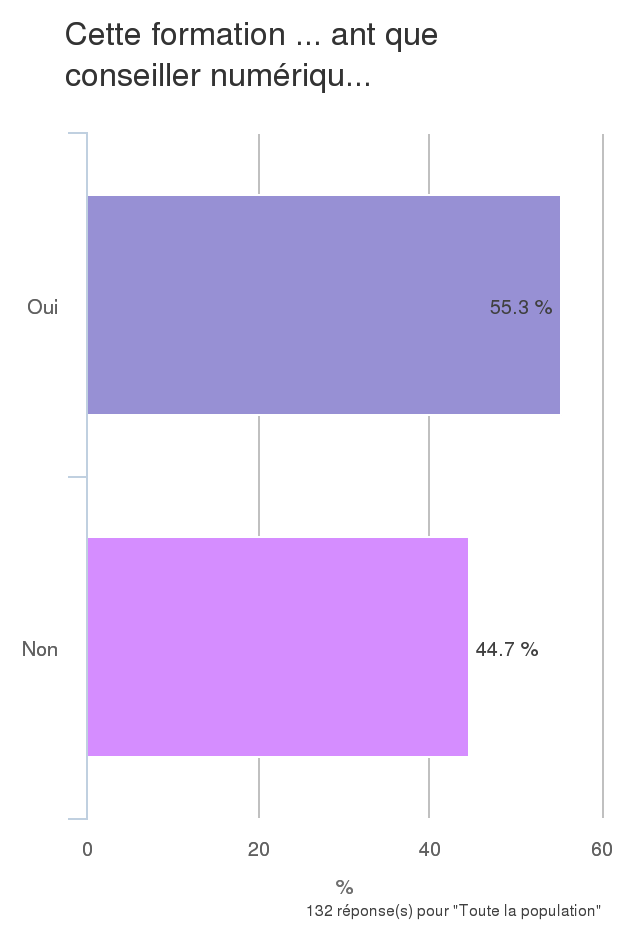 Cette formation ... ant que
conseiller numériqu...
Oui
55.3 %
Non
44.7 %
0 20 40 60
%
132 réponse(s) pour "Toute la population"